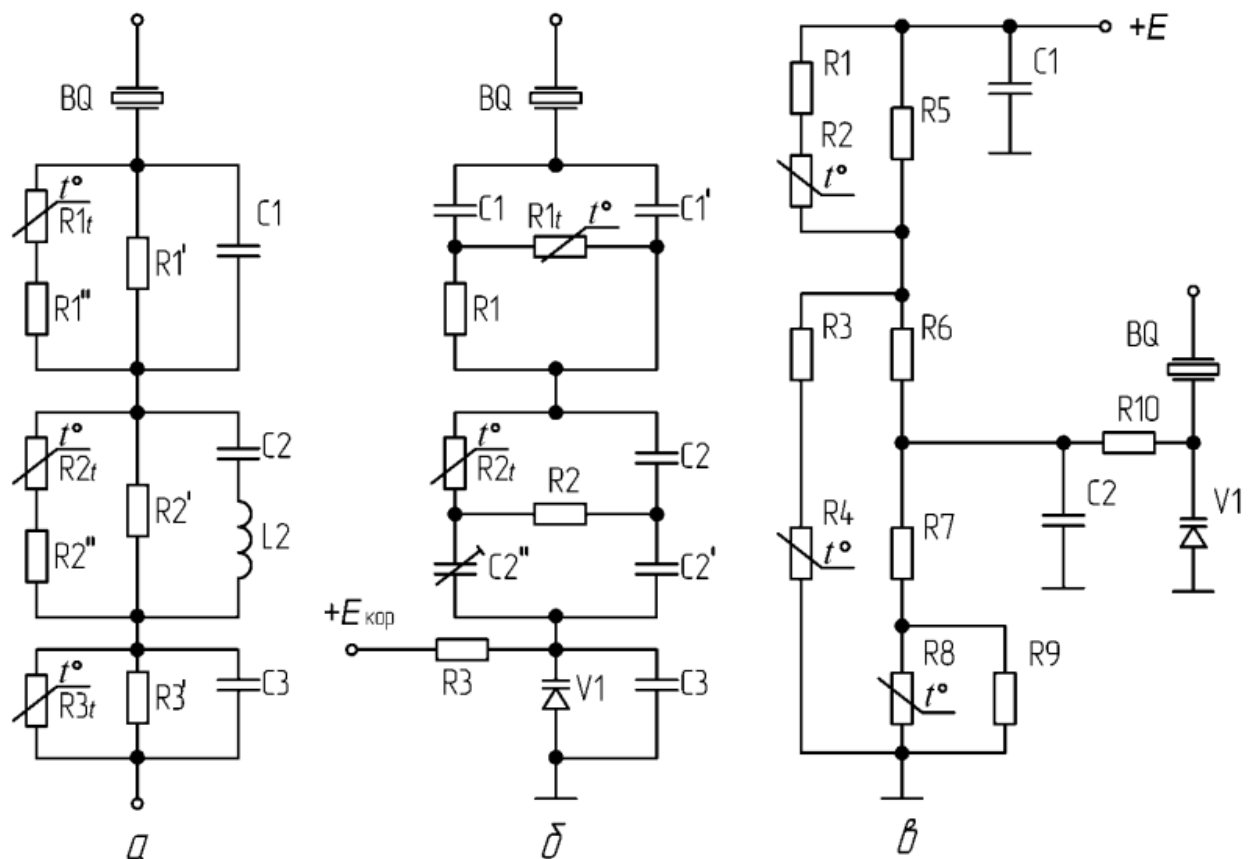 BQ
t°
R1t
R1'
C1
R1"
t°
R2t
R2'
C2
L2
R2"
t°
R3t
R3'
C3
а
BQ
C1
R1t
t°
C1'
R1
t°
R2t
R2
C2
C2"
C2'
+Eкор
R3
V1
C3
б
+E
R1
C1
R5
R2
t°
R3
R6
BQ
R10
R4
t°
R7
C2
V1
R8
t°
R9
в